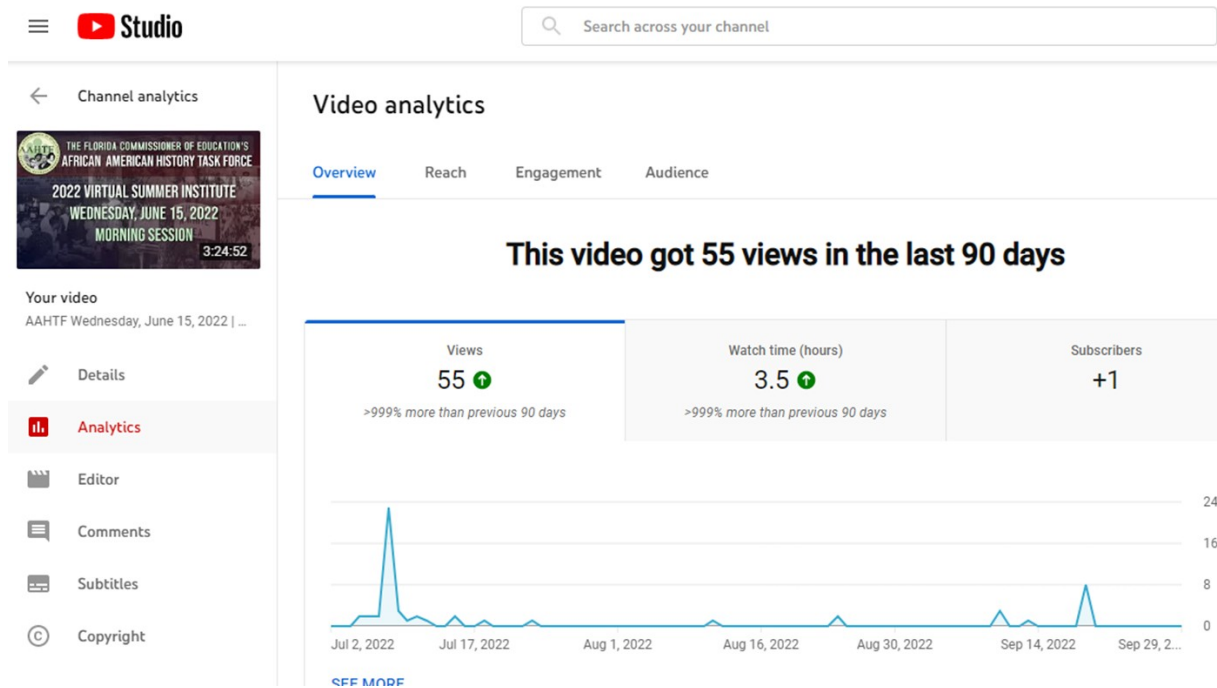 Studio
Search across your channel
Channel analytics
AAHTF
THE FLORIDA COMMISSIONER OF EDUCATION'S
AFRICAN AMERICAN HISTORY TASK FORCE
2022 VIRTUAL SUMMER INSTITUTE
WEDNESDAY, JUNE 15, 2022
MORNING SESSION
3:24:52
Your video
AAHTF Wednesday, June 15, 2022 | ...
Details
Analytics
Editor
Comments
Subtitles
Copyright
Video analytics
Overview Reach Engagement Audience
This video got 55 views in the last 90 days
Views
55
>999% more than previous 90 days
Watch time (hours)
3.5
>999% more than previous 90 days
Subscribers
+1
24
16
8
0
Jul 2, 2022 Jul 17, 2022 Aug 1, 2022 Aug 16, 2022 Aug 30, 2022 Sep 14, 2022 Sep 29, 2...
SEE MORE